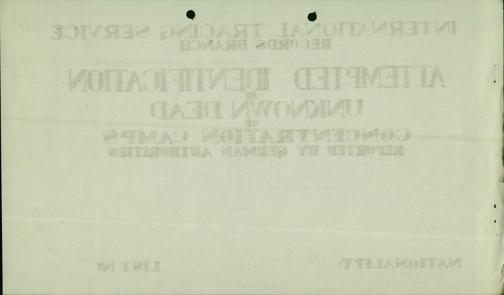 INTERNATIONAL TRACING SERVICE
RECORDS BRANCH
ATTEMPTED IDENTIFICATION
OF
UNKNOWN DEAD
OF
CONCENTRATION CAMPS
REPORTED BY GERMAN AUTHORITIES
NATIONALITY
LIST Nº